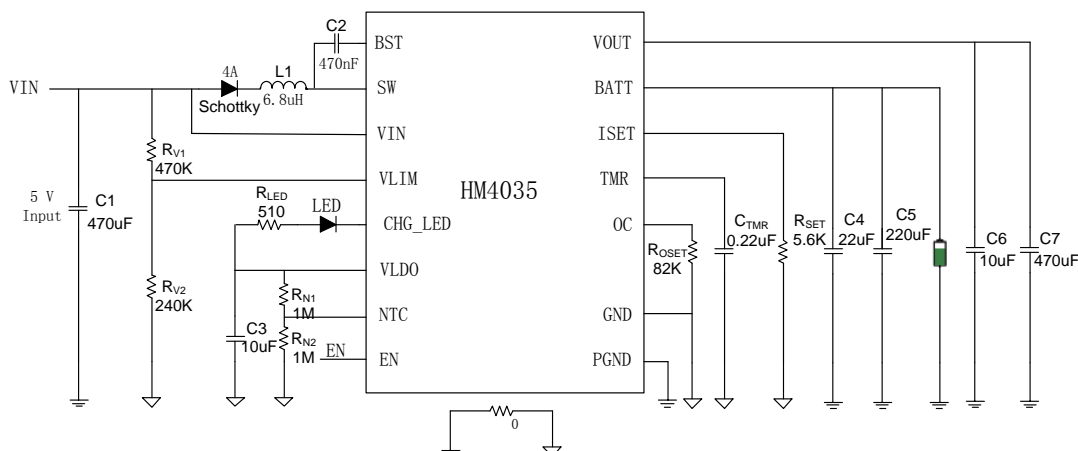 C2
470nF
BST
VOUT
VIN
4A
L1
Schottky
6.8uH
SW
BATT
VIN
ISET
RV1
470K
VLIM
HM4035
TMR
5 V
Input
C1
470uF
RLED
510
LED
CHG_LED
OC
ROSET
82K
CTMR
0.22uF
RSET
5.6K
C4
22uF
C5
220uF
C6
10uF
C7
470uF
RV2
240K
VLDO
RN1
1M
NTC
GND
C3
10uF
RN2
1M
EN
EN
PGND
0